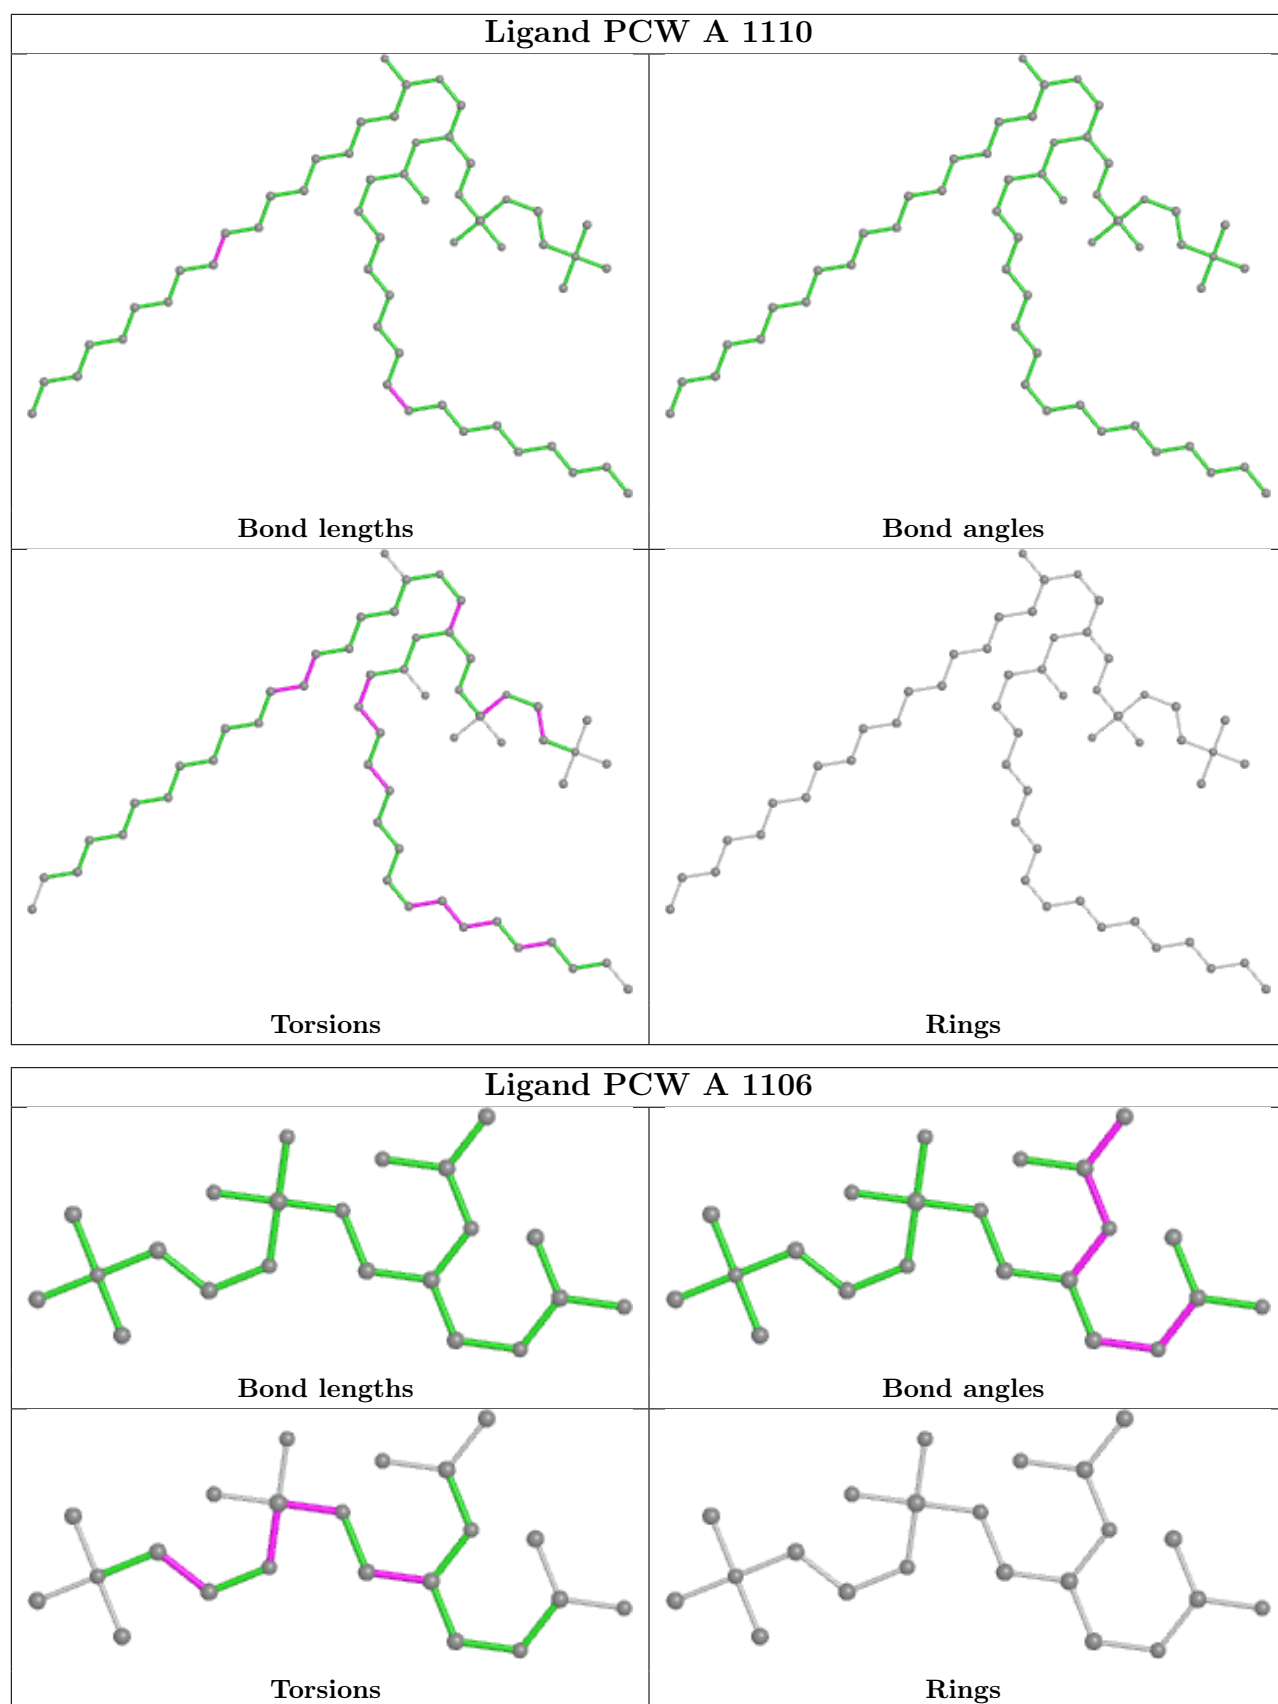 Ligand PCW A 1110
Bond lengths
Bond angles
Torsions
Rings
Ligand PCW A 1106
Bond lengths
Bond angles
Torsions
Rings